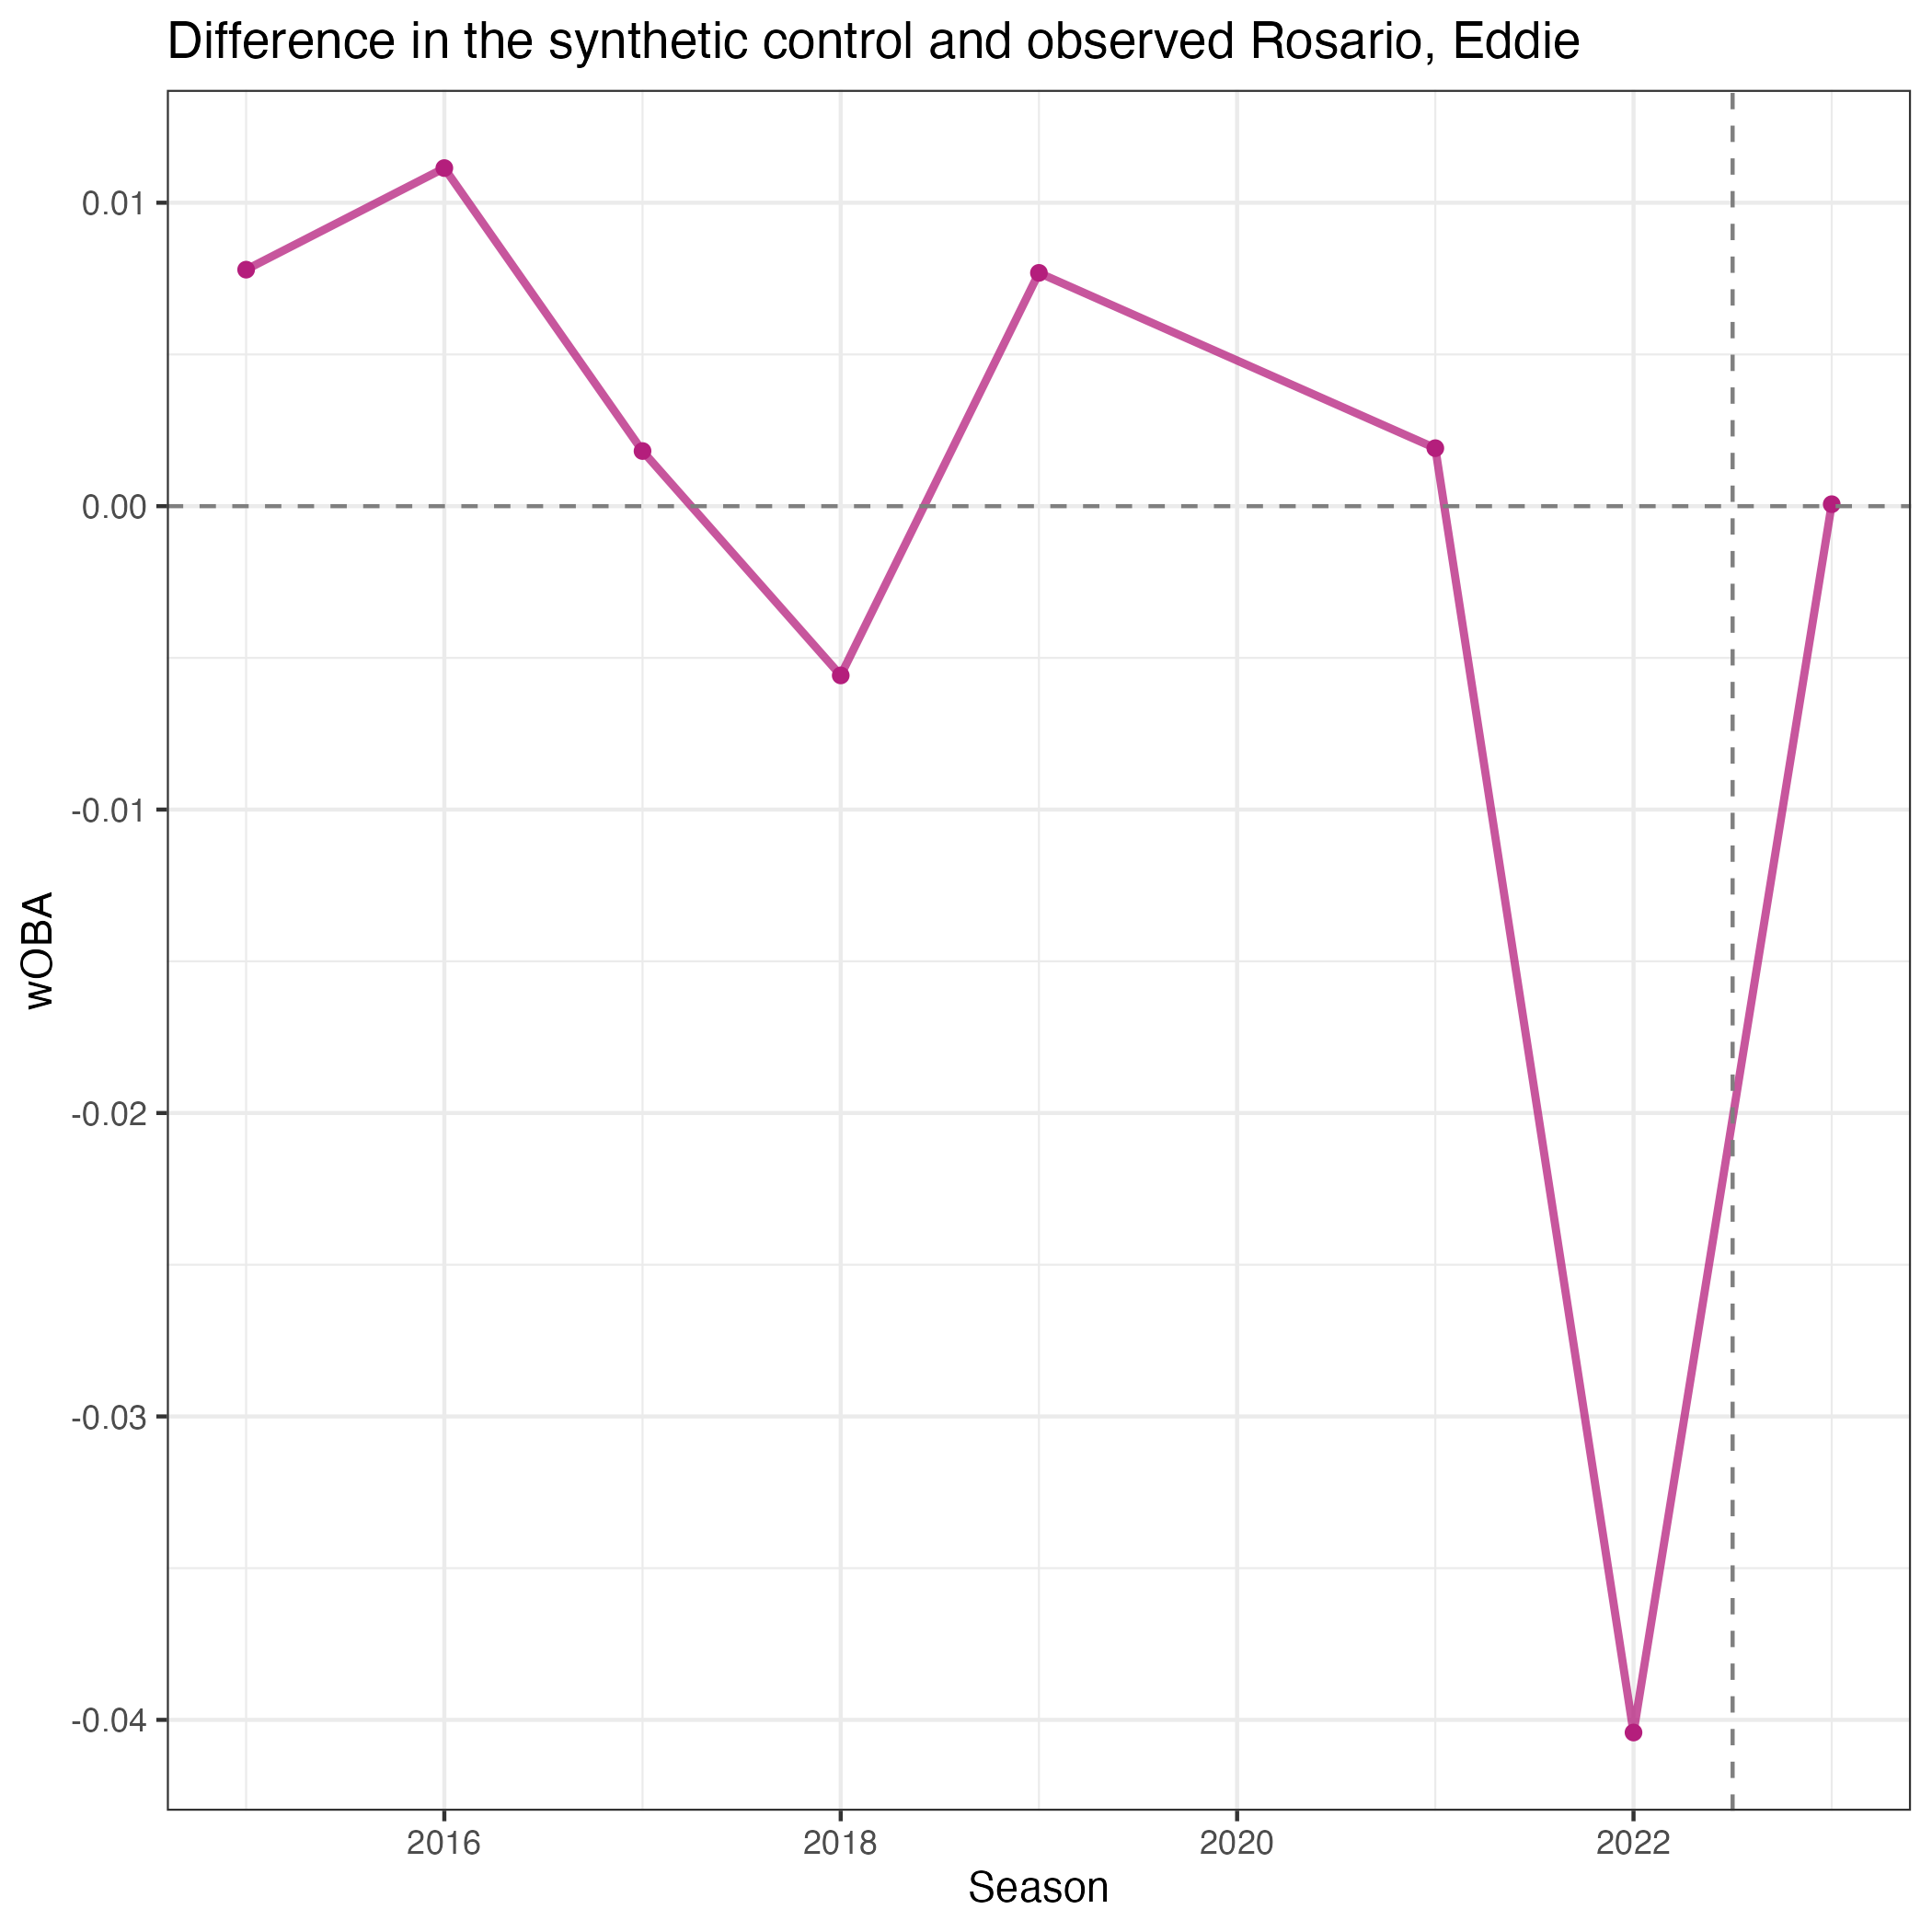 Difference in the synthetic control and observed Rosario, Eddie
wOBA
0.01
0.00
-0.01
-0.02
-0.03
-0.04
2016 2018 2020 2022
Season